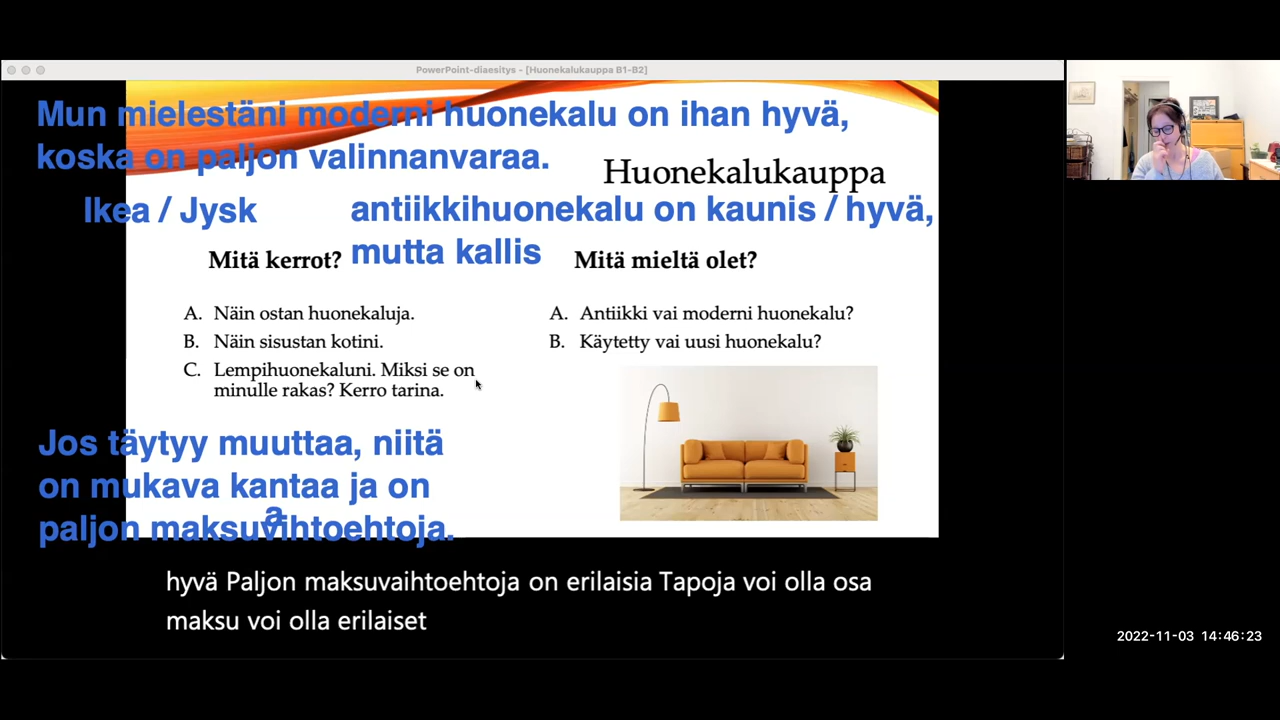 PowerPoint-diaesitys - [Huonekalukauppa B1-B2]
Mun mielestäni moderni huonekalu on ihan hyvä,
koska on paljon valinnanvaraa.
Huonekalukauppa
Ikea / Jysk
antiikkihuonekalu on kaunis / hyvä,
mutta kallis
Mitä kerrot?
A. Näin ostan huonekaluja.
B. Näin sisustan kotini.
C. Lempihuonekaluni. Miksi se on
minulle rakas? Kerro tarina.
Mitä mieltä olet?
A. Antiikki vai moderni huonekalu?
B. Käytetty vai uusi huonekalu?
Jos täytyy muuttaa, niitä
on mukava kantaa ja on
a
paljon maksuvihtoehtoja.
hyvä Paljon maksuvaihtoehtoja on erilaisia Tapoja voi olla osa
maksu voi olla erilaiset
2022-11-03 14:46:23